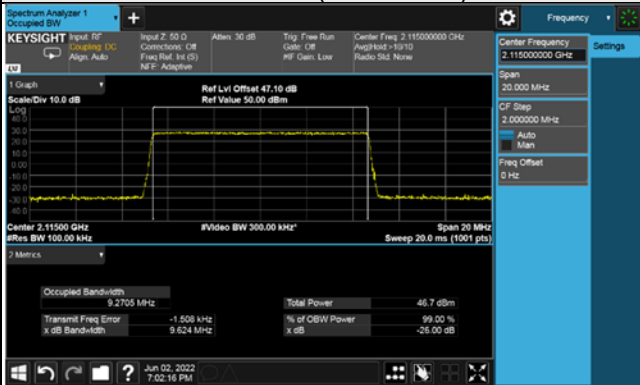 Spectrum Analyzer 1
Occupied BW
+
Frequency
KEYSIGHT
Input: RF
Coupling: DC
Align: Auto
Input Z: 50 Ω
Corrections: Off
Freq Ref: Int (S)
NFE: Adaptive
Atten: 30 dB
Trig: Free Run
Gate: Off
#IF Gain: Low
Center Freq: 2.115000000 GHz
Avg|Hold:>10/10
Radio Std: None
LXI
Center Frequency
2.115000000 GHz
Settings
Span
20.000 MHz
CF Step
2.000000 MHz
Auto
Man
Freq Offset
0 Hz
1 Graph
Scale/Div 10.0 dB
Ref Lvl Offset 47.10 dB
Ref Value 50.00 dBm
Log
40.0
30.0
20.0
10.0
0.00
-10.0
-20.0
-30.0
-40.0
Center 2.11500 GHz
#Res BW 100.00 kHz
#Video BW 300.00 kHz*
Span 20 MHz
Sweep 20.0 ms (1001 pts)
2 Metrics
Occupied Bandwidth
9.2705 MHz
Total Power
46.7 dBm
Transmit Freq Error
-1.508 kHz
% of OBW Power
99.00 %
x dB Bandwidth
9.624 MHz
x dB
-26.00 dB
?
Jun 02, 2022
7:02:16 PM